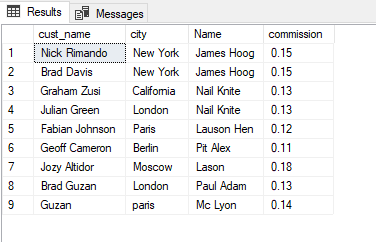 Results Messages
cust_name city Name commission
1 Nick Rimando New York James Hoog 0.15
2 Brad Davis New York James Hoog 0.15
3 Graham Zusi California Nail Knite 0.13
4 Julian Green London Nail Knite 0.13
5 Fabian Johnson Paris Lauson Hen 0.12
6 Geoff Cameron Berlin Pit Alex 0.11
7 Jozy Altidor Moscow Lason 0.18
8 Brad Guzan London Paul Adam 0.13
9 Guzan paris Mc Lyon 0.14